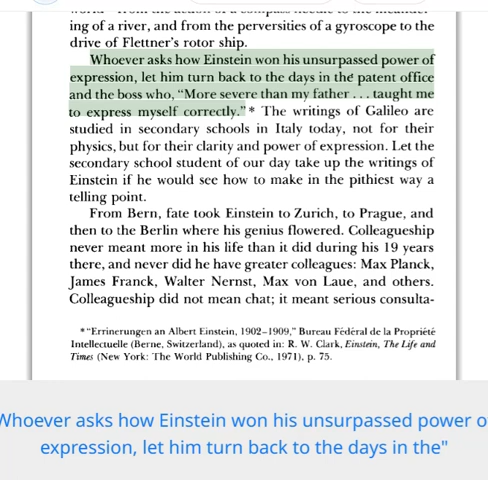 ing of a river, and from the perversities of a gyroscope to the
drive of Flettner's rotor ship.
Whoever asks how Einstein won his unsurpassed power of
expression, let him turn back to the days in the patent office
and the boss who, “More severe than my father . . . taught me
to express myself correctly.”* The writings of Galileo are
studied in secondary schools in Italy today, not for their
physics, but for their clarity and power of expression. Let the
secondary school student of our day take up the writings of
Einstein if he would see how to make in the pithiest way a
telling point.
From Bern, fate took Einstein to Zurich, to Prague, and
then to the Berlin where his genius flowered. Colleagueship
never meant more in his life than it did during his 19 years
there, and never did he have greater colleagues: Max Planck,
James Franck, Walter Nernst, Max von Laue, and others.
Colleagueship did not mean chat; it meant serious consulta-
*“Errinerungen an Albert Einstein, 1902–1909,” Bureau Fédéral de la Propriété
Intellectuelle (Berne, Switzerland), as quoted in: R. W. Clark, Einstein, The Life and
Times (New York: The World Publishing Co., 1971), p. 75.
Whoever asks how Einstein won his unsurpassed power of
expression, let him turn back to the days in the"